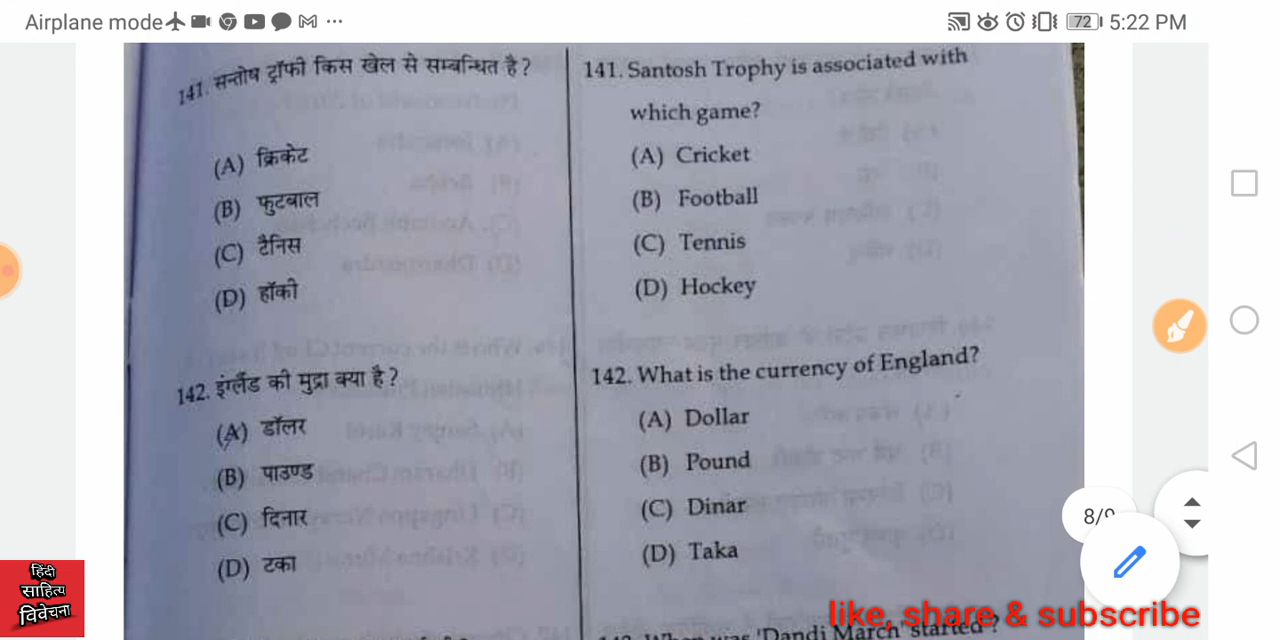 Airplane mode
72 5:22 PM
141. सन्तोष ट्रॉफी किस खेल से सम्बन्धित है?
(A) क्रिकेट
(B) फुटबाल
(C) टैनिस
(D) हॉकी
142. इंग्लैंड की मुद्रा क्या है?
(A) डॉलर
(B) पाउण्ड
(C) दिनार
(D) टका
141. Santosh Trophy is associated with
which game?
(A) Cricket
(B) Football
(C) Tennis
(D) Hockey
142. What is the currency of England?
(A) Dollar
(B) Pound
(C) Dinar
(D) Taka
'Dandi March' started?
8/9
हिंदी
साहित्य
विवेचना
like, share & subscribe